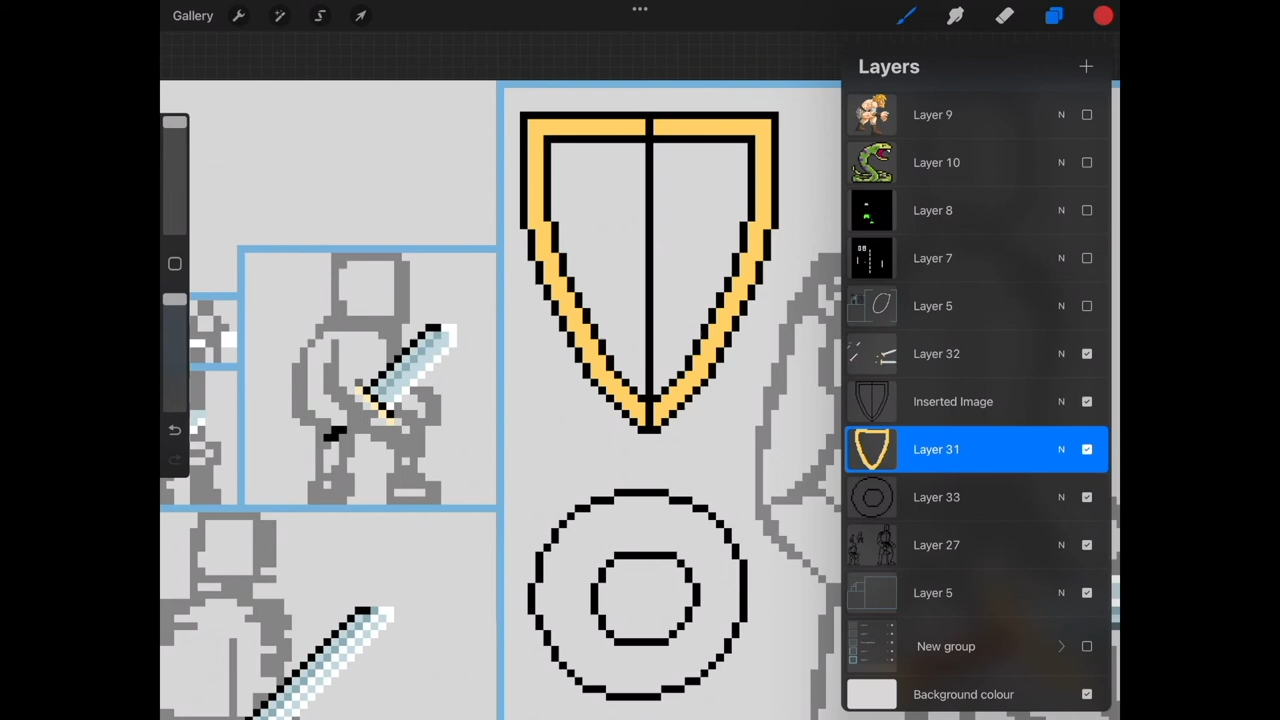 Gallery
Layers
Layer 9 N
Layer 10 N
Layer 8 N
Layer 7 N
Layer 5 N
Layer 32 N
Inserted Image N
Layer 31 N
Layer 33 N
Layer 27 N
Layer 5 N
New group
Background colour